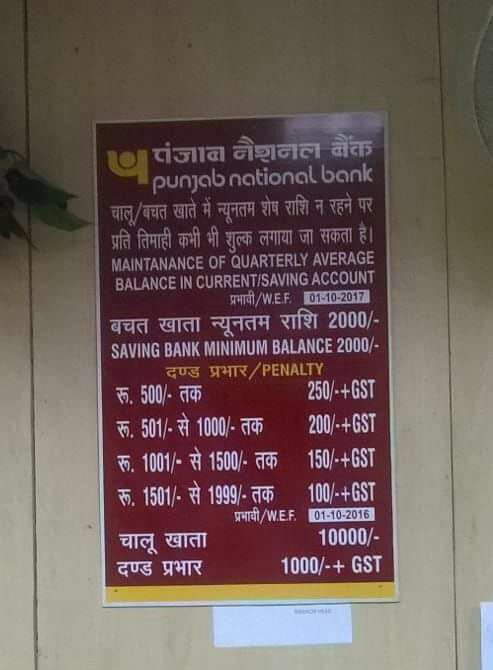 पंजाब नैशनल बैंक
punjab national bank
चालू/बचत खाते में न्यूनतम शेष राशि न रहने पर
प्रति तिमाही कभी भी शुल्क लगाया जा सकता है।
MAINTANANCE OF QUARTERLY AVERAGE
BALANCE IN CURRENT/SAVING ACCOUNT
प्रभावी/W.E.F. 01-10-2017
बचत खाता न्यूनतम राशि 2000/-
SAVING BANK MINIMUM BALANCE 2000/-
दण्ड प्रभार/PENALTY
रू. 500/- तक 250/-+GST
रू. 501/- से 1000/- तक 200/-+GST
रू. 1001/- से 1500/- तक 150/-+GST
रू. 1501/- से 1999/- तक 100/-+GST
प्रभावी/W.E.F. 01-10-2016
चालू खाता 10000/-
दण्ड प्रभार 1000/-+ GST